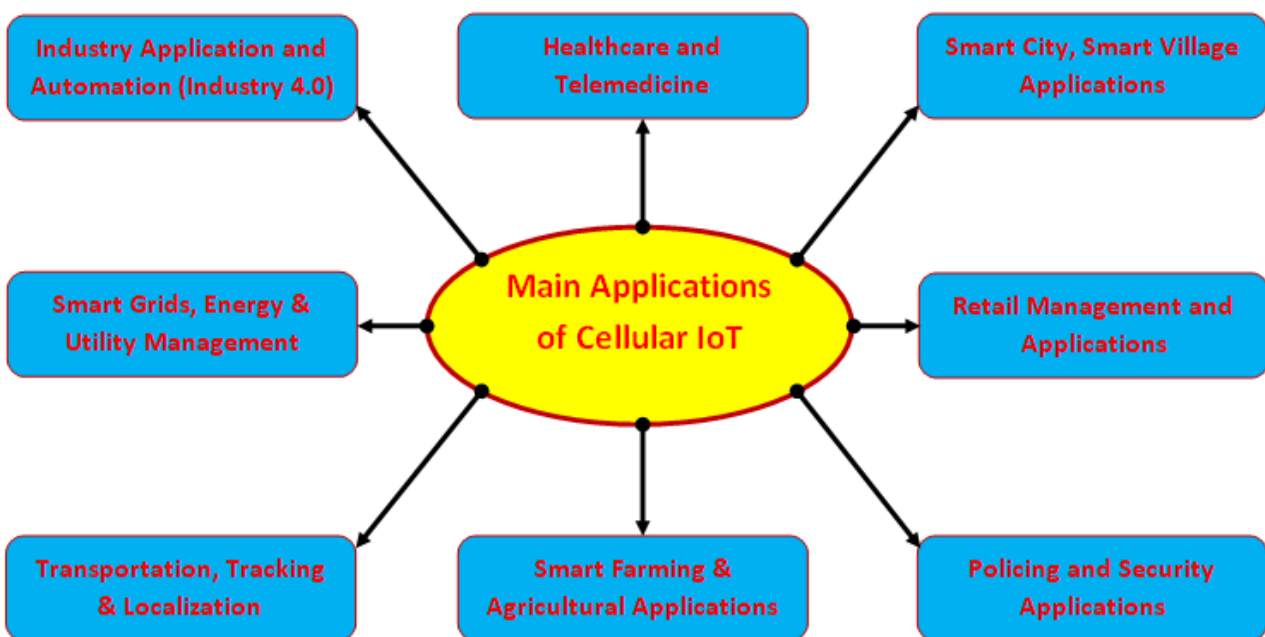 Industry Application and
Automation (Industry 4.0)
Healthcare and
Telemedicine
Smart City, Smart Village
Applications
Main Applications
of Cellular IoT
Smart Grids, Energy &
Utility Management
Retail Management and
Applications
Transportation, Tracking
& Localization
Smart Farming &
Agricultural Applications
Policing and Security
Applications